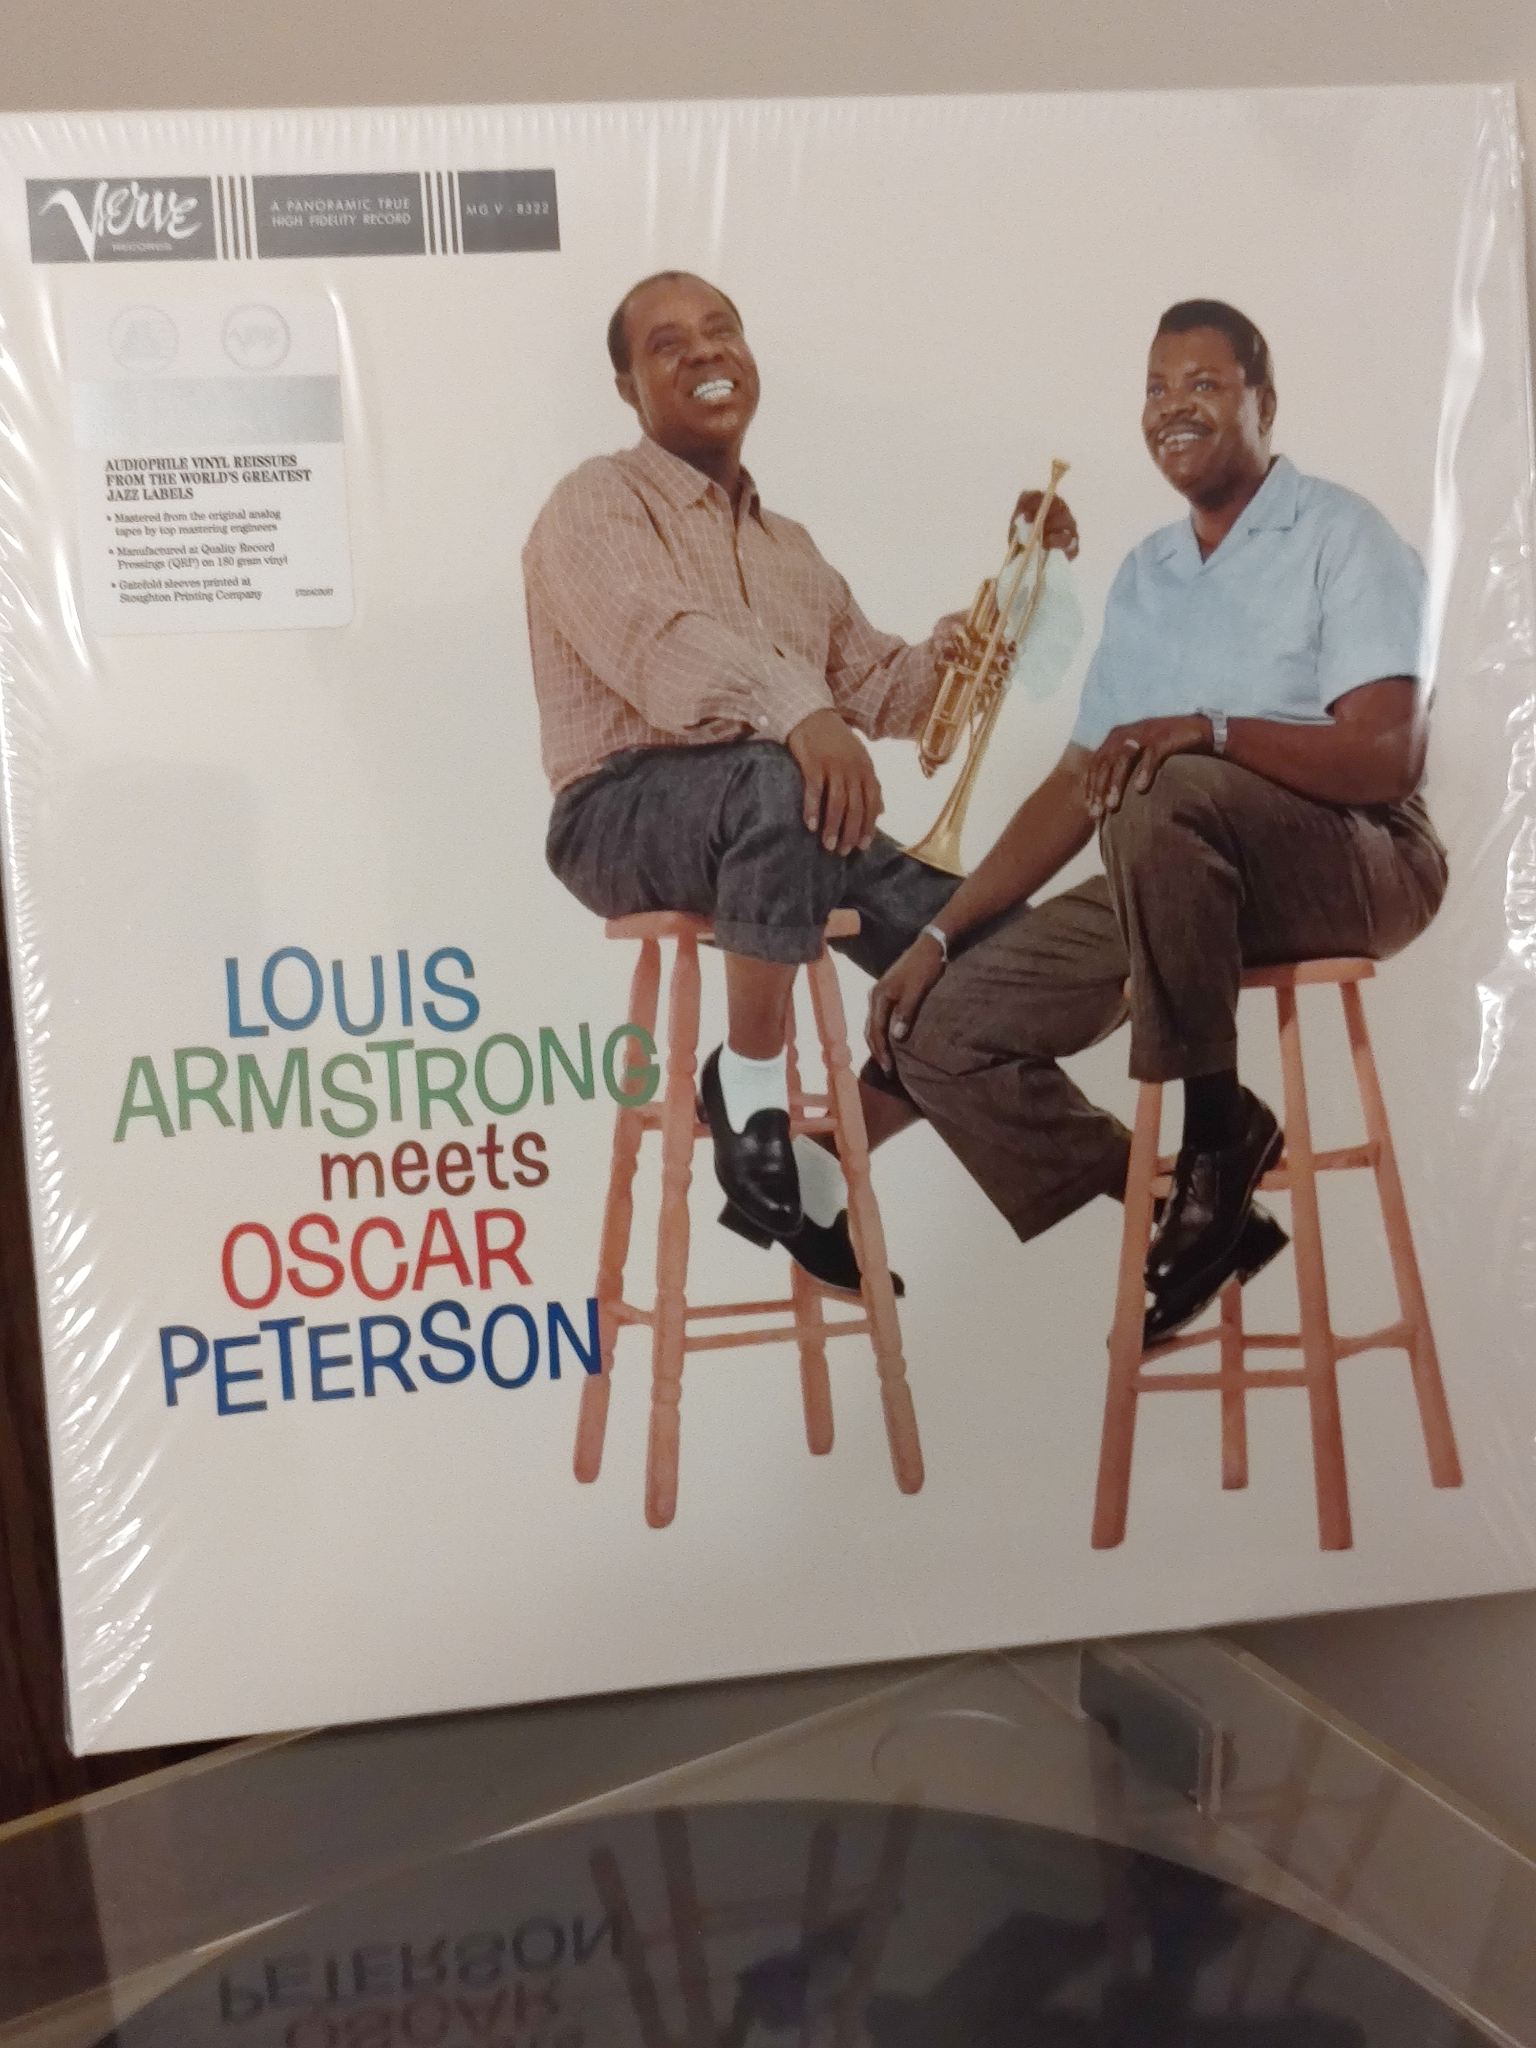 Verve
RECORDS
A PANORAMIC TRUE
HIGH FIDELITY RECORD
MG V - 8322
AUDIOPHILE VINYL REISSUES
FROM THE WORLD'S GREATEST
JAZZ LABELS
• Mastered from the original analog
tapes by top mastering engineers
• Manufactured at Quality Record
Pressings (QRP) on 180 gram vinyl
• Gatefold sleeves printed at
Stoughton Printing Company
LOUIS
ARMSTRONG
meets
OSCAR
PETERSON
PETERSON
OSCAR